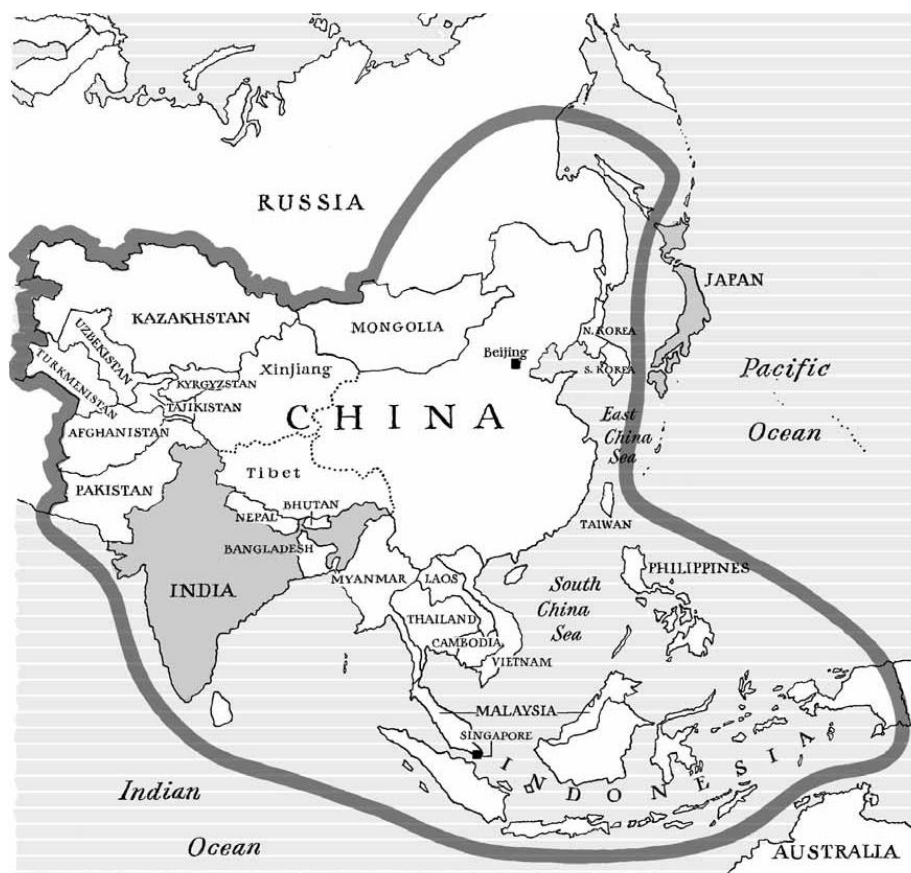 RUSSIA
JAPAN
KAZAKHSTAN
MONGOLIA
N. KOREA
UZBEKISTAN
Beijing
S. KOREA
Pacific
Ocean
TURKMENISTAN
KYRGYZSTAN
Xinjiang
TAJIKISTAN
CHINA
AFGHANISTAN
East
China
Sea
Tibet
PAKISTAN
BHUTAN
NEPAL
TAIWAN
BANGLADESH
INDIA
MYANMAR
LAOS
South
China
Sea
PHILIPPINES
THAILAND
CAMBODIA
VIETNAM
MALAYSIA
SINGAPORE
INDONESIA
Indian
Ocean
AUSTRALIA